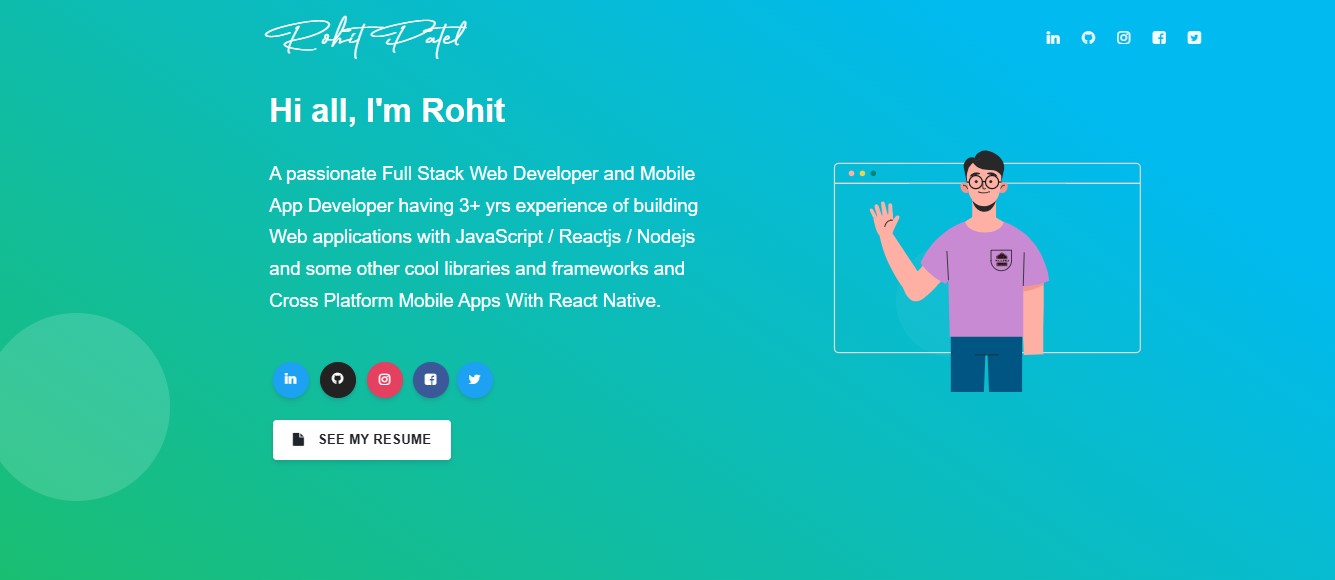 Rohit Patel
Hi all, I'm Rohit
A passionate Full Stack Web Developer and Mobile
App Developer having 3+ yrs experience of building
Web applications with JavaScript / Reactjs / Nodejs
and some other cool libraries and frameworks and
Cross Platform Mobile Apps With React Native.
SEE MY RESUME